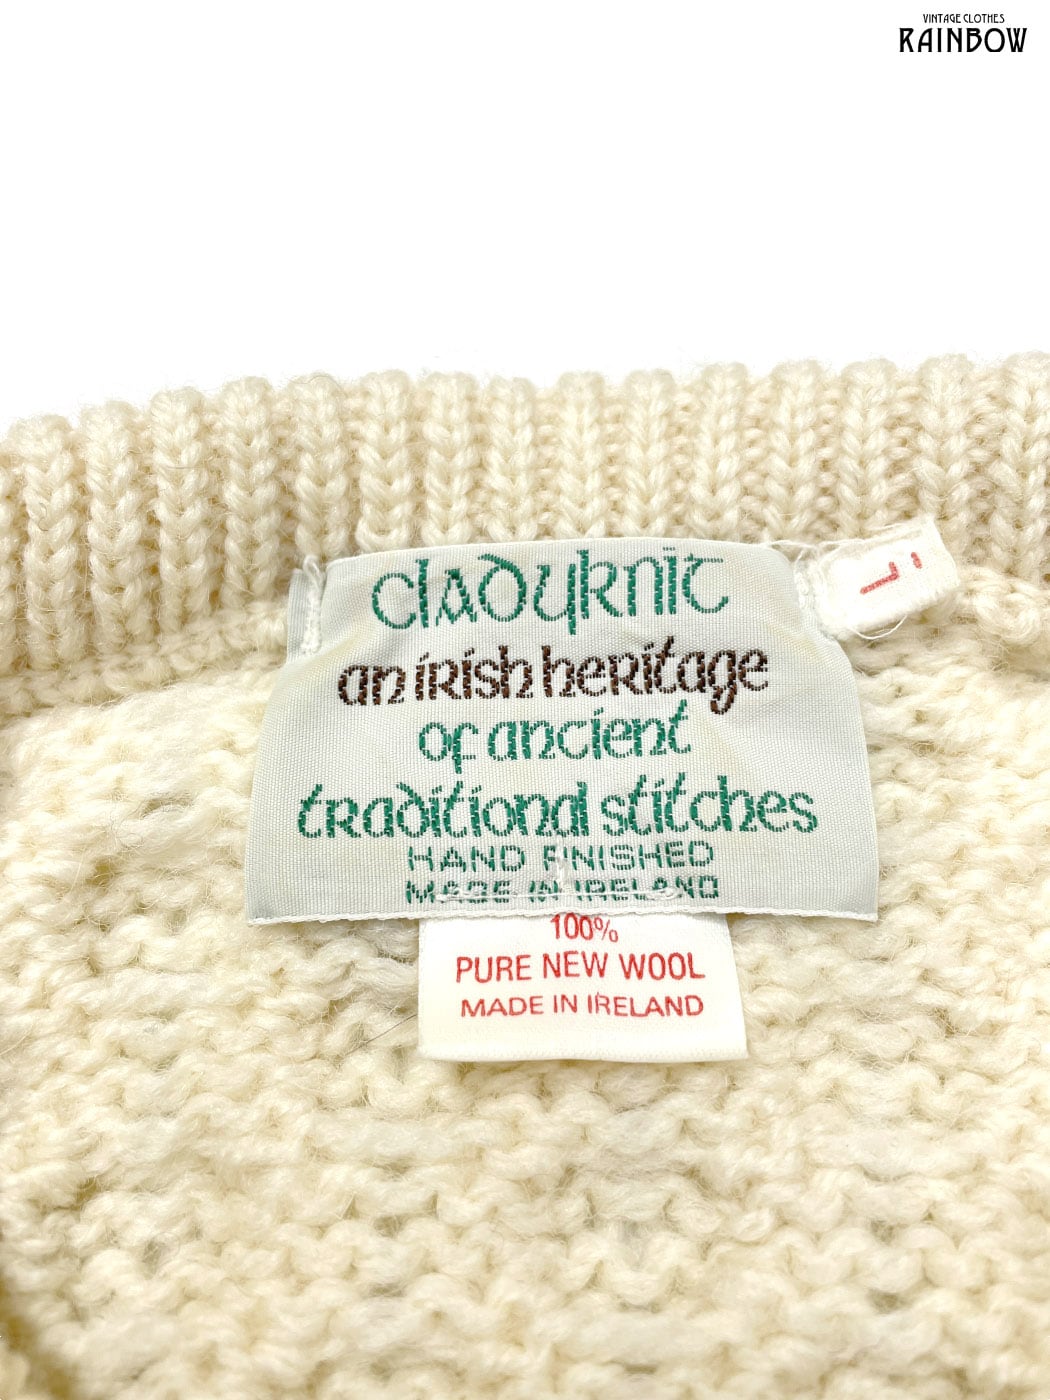 VINTAGE CLOTHES
RAINBOW
cladyknit
an irish heritage
of ancient
traditional stitches
HAND FINISHED
MADE IN IRELAND
L
100%
PURE NEW WOOL
MADE IN IRELAND